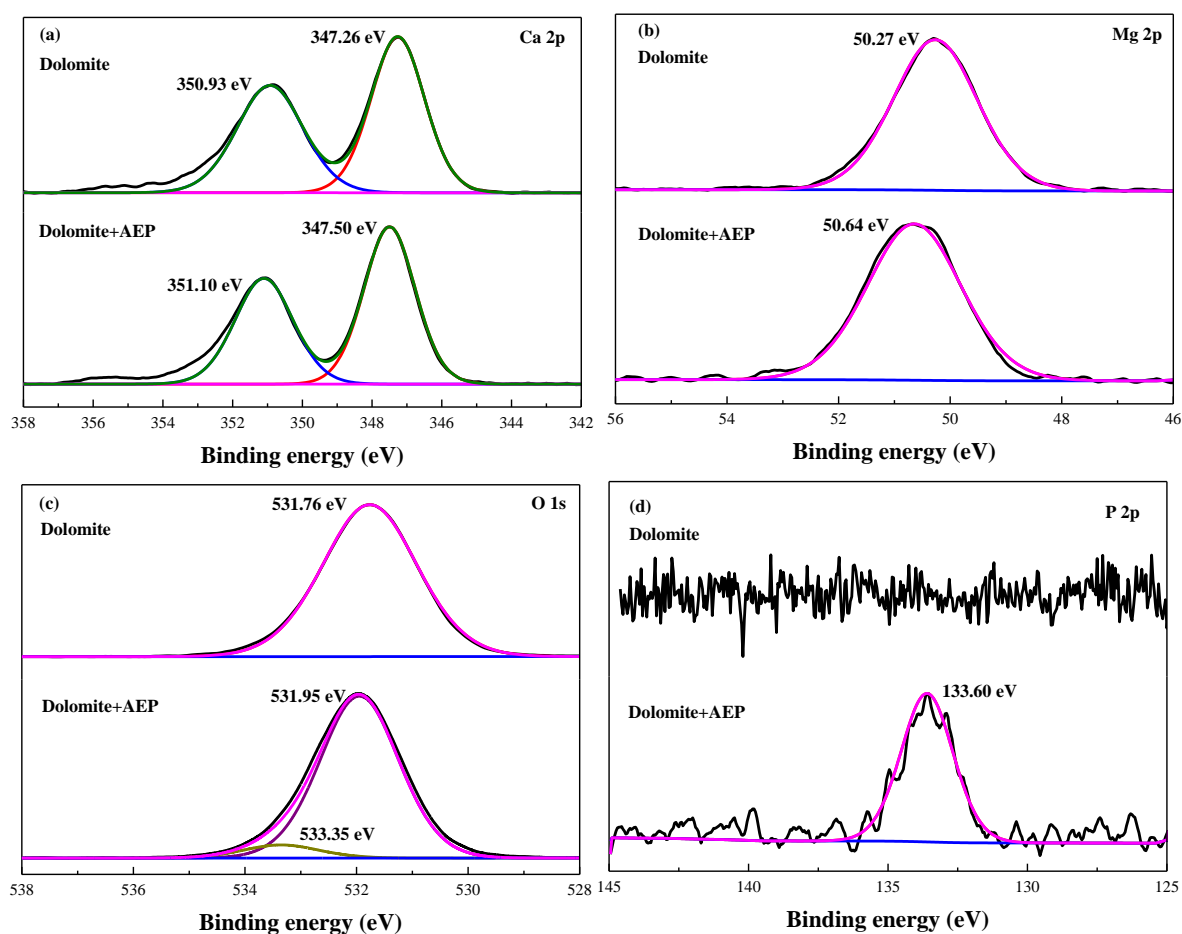 (a)
Ca 2p
Dolomite
347.26 eV
350.93 eV
Dolomite+AEP
347.50 eV
351.10 eV
358 356 354 352 350 348 346 344 342
Binding energy (eV)
(b)
Mg 2p
Dolomite
50.27 eV
Dolomite+AEP
50.64 eV
56 54 52 50 48 46
Binding energy (eV)
(c)
O 1s
Dolomite
531.76 eV
Dolomite+AEP
531.95 eV
533.35 eV
538 536 534 532 530 528
Binding energy (eV)
(d)
P 2p
Dolomite
Dolomite+AEP
133.60 eV
145 140 135 130 125
Binding energy (eV)